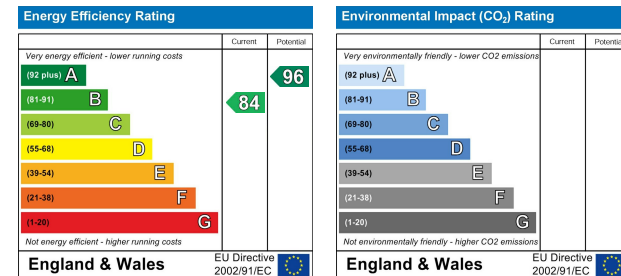 Energy Efficiency Rating
Current Potential
Very energy efficient - lower running costs
(92 plus) A
96
(81-91) B
84
(69-80) C
(55-68) D
(39-54) E
(21-38) F
(1-20) G
Not energy efficient - higher running costs
England & Wales
EU Directive
2002/91/EC
Environmental Impact (CO₂) Rating
Current Potentia
Very environmentally friendly - lower CO2 emissions
(92 plus) A
(81-91) B
(69-80) C
(55-68) D
(39-54) E
(21-38) F
(1-20) G
Not environmentally friendly - higher CO2 emissions
England & Wales
EU Directive
2002/91/EC